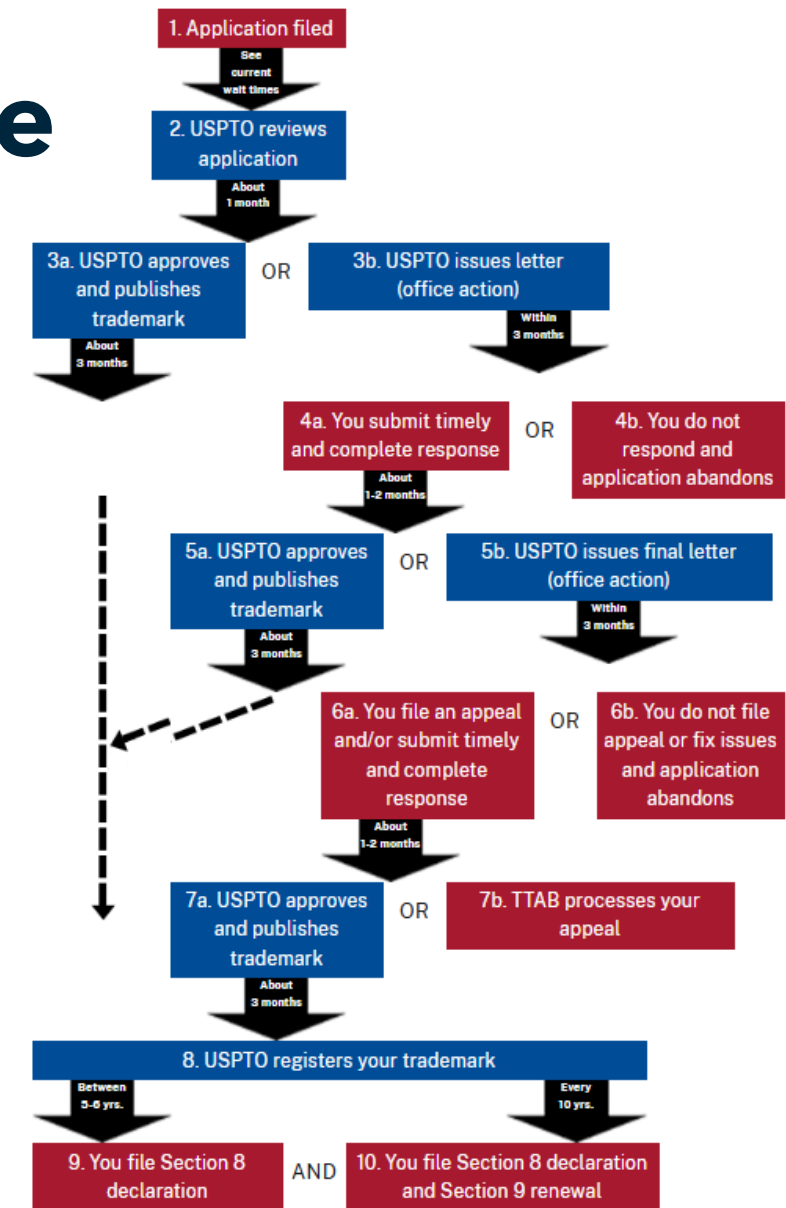 1. Application filed
See
current
wait times
e
2. USPTO reviews
application
About
1 month
3a. USPTO approves
and publishes
trademark
OR
3b. USPTO issues letter
(office action)
About
3 months
Within
3 months
4a. You submit timely
and complete response
OR
4b. You do not
respond and
application abandons
About
1-2 months
5a. USPTO approves
and publishes
trademark
OR
5b. USPTO issues final letter
(office action)
About
3 months
Within
3 months
6a. You file an appeal
and/or submit timely
and complete
response
OR
6b. You do not file
appeal or fix issues
and application
abandons
About
1-2 months
7a. USPTO approves
and publishes
trademark
OR
7b. TTAB processes your
appeal
About
3 months
8. USPTO registers your trademark
Between
5-6 yrs.
Every
10 yrs.
9. You file Section 8
declaration
AND
10. You file Section 8 declaration
and Section 9 renewal